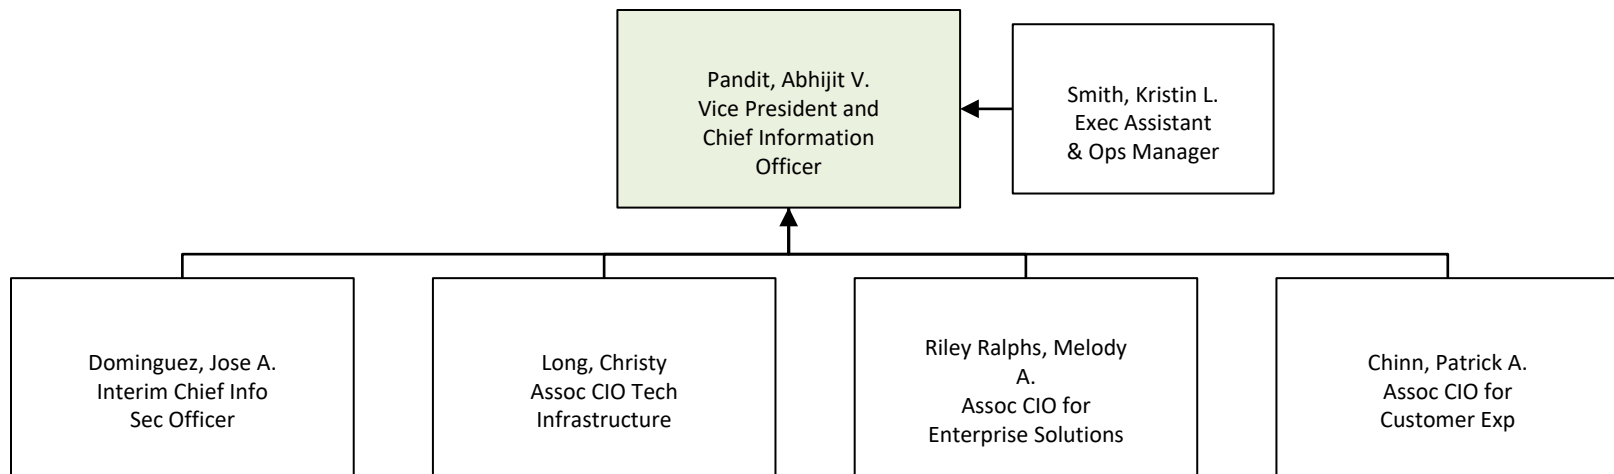 Pandit, Abhijit V.
Vice President and
Chief Information
Officer
Smith, Kristin L.
Exec Assistant
& Ops Manager
Dominguez, Jose A.
Interim Chief Info
Sec Officer
Long, Christy
Assoc CIO Tech
Infrastructure
Riley Ralphs, Melody
A.
Assoc CIO for
Enterprise Solutions
Chinn, Patrick A.
Assoc CIO for
Customer Exp